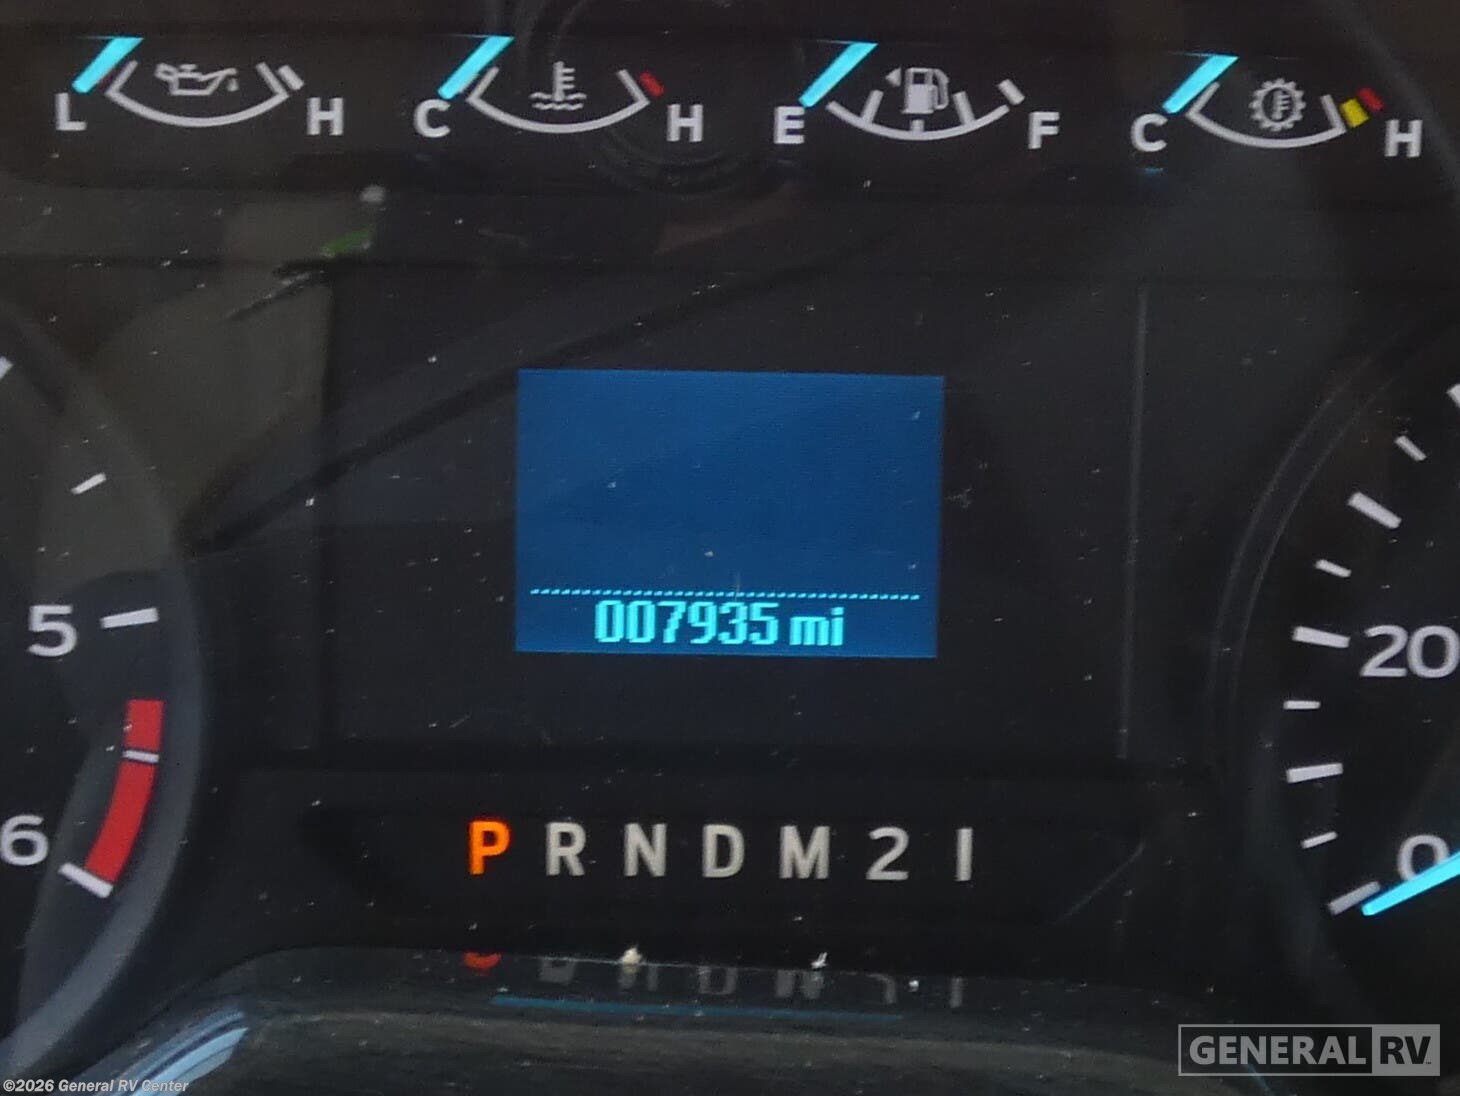 L H C H E F C H
007935 mi
5
20
6
0
P R N D M 2 1
GENERAL RV
©2026 General RV Center